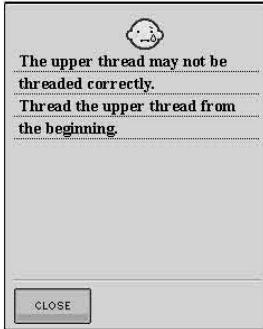 The upper thread may not be
threaded correctly.
Thread the upper thread from
the beginning.
CLOSE